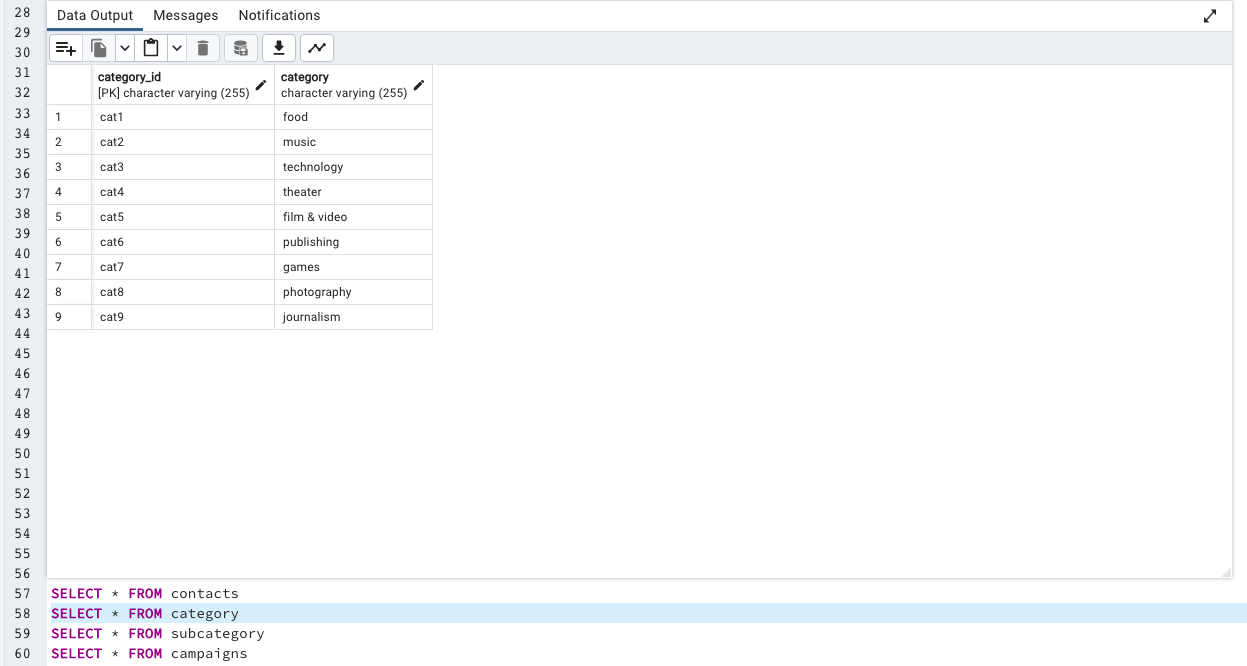 28
29
30
31
32
33
34
35
36
37
38
39
40
41
42
43
44
45
46
47
48
49
50
51
52
53
54
55
56
Data Output Messages Notifications
category_id category
[PK] character varying (255) character varying (255)
1 cat1 food
2 cat2 music
3 cat3 technology
4 cat4 theater
5 cat5 film & video
6 cat6 publishing
7 cat7 games
8 cat8 photography
9 cat9 journalism
57 SELECT * FROM contacts
58 SELECT * FROM category
59 SELECT * FROM subcategory
60 SELECT * FROM campaigns